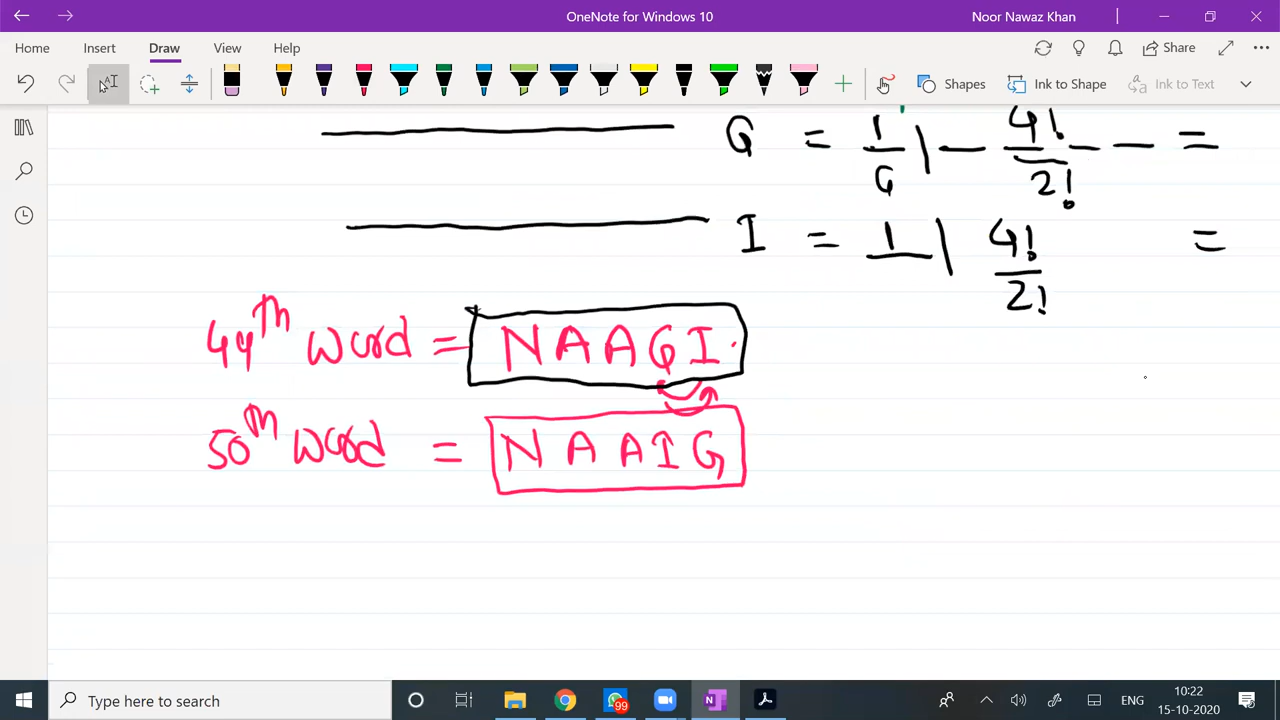 OneNote for Windows 10
Noor Nawaz Khan
Home Insert Draw View Help
Share
Shapes Ink to Shape Ink to Text
G = 1/G | 4!/2! =
I = 1 | 4!/2! =
49th Word = NAAGI.
50th Word = NAAIG
Type here to search
99
ENG
10:22
15-10-2020